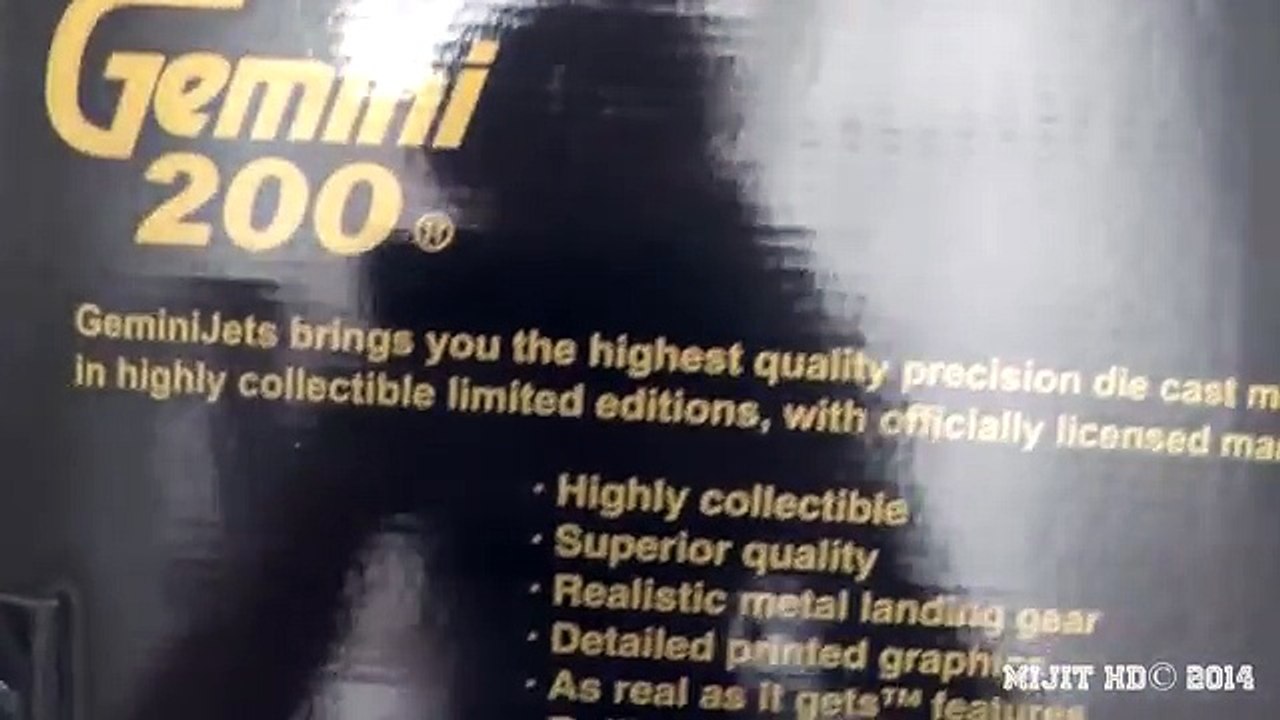 Gemini
200®
GeminiJets brings you the highest quality precision die cast
in highly collectible limited editions, with officially licensed
· Highly collectible
· Superior quality
· Realistic metal landing gear
· Detailed printed
· As real as it gets™ features
MIJIT HD© 2014